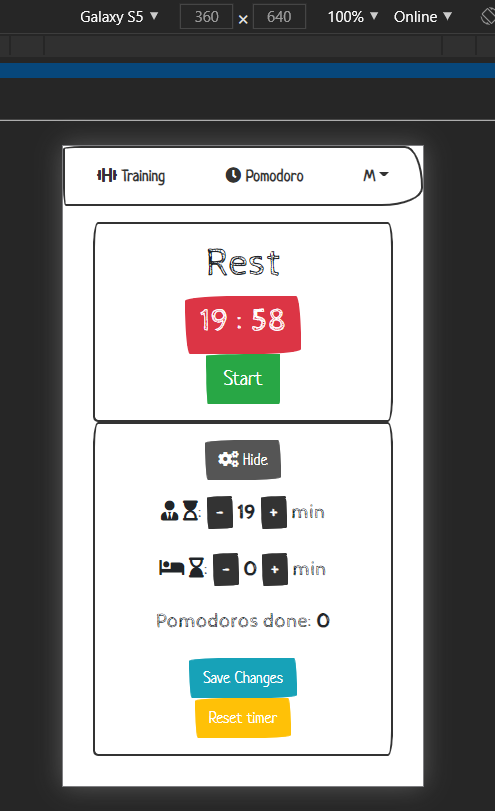 Galaxy S5 ▼ 360 × 640 100% ▼ Online ▼
Training Pomodoro M
Rest
19 : 58
Start
Hide
: - 19 + min
: - 0 + min
Pomodoros done: 0
Save Changes
Reset timer